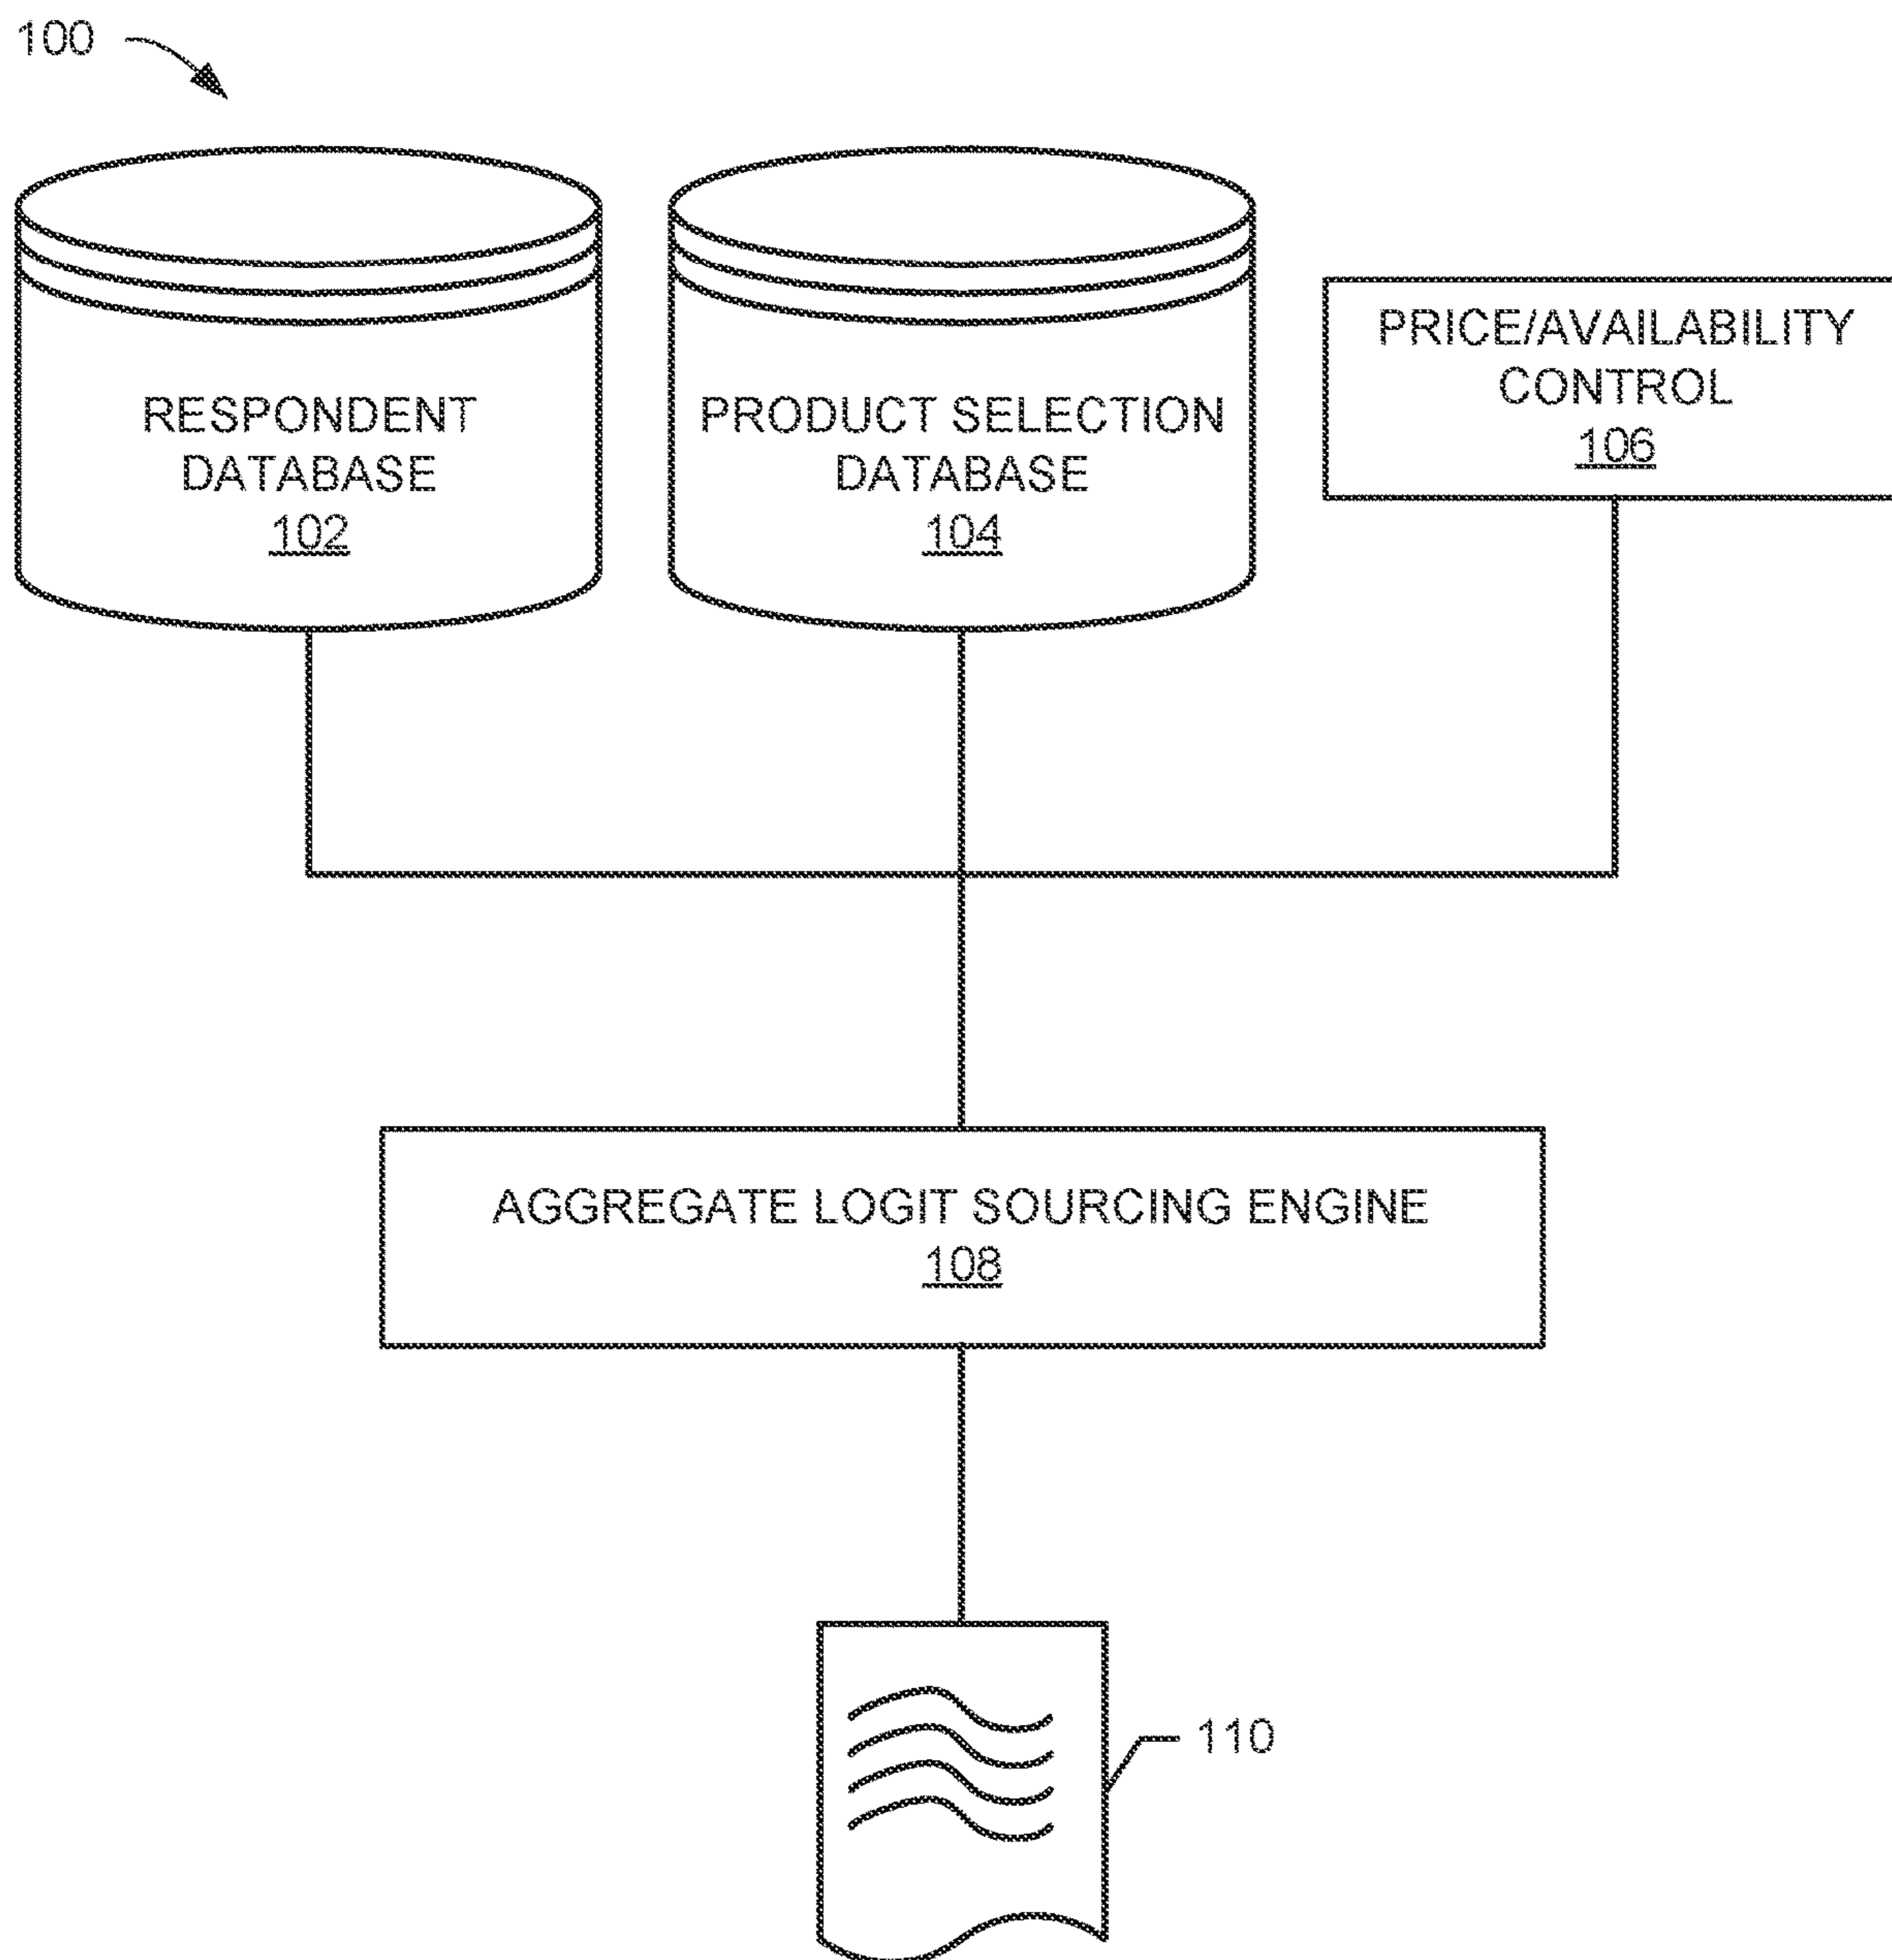 100
RESPONDENT
DATABASE
102
PRODUCT SELECTION
DATABASE
104
PRICE/AVAILABILITY
CONTROL
106
AGGREGATE LOGIT SOURCING ENGINE
108
110